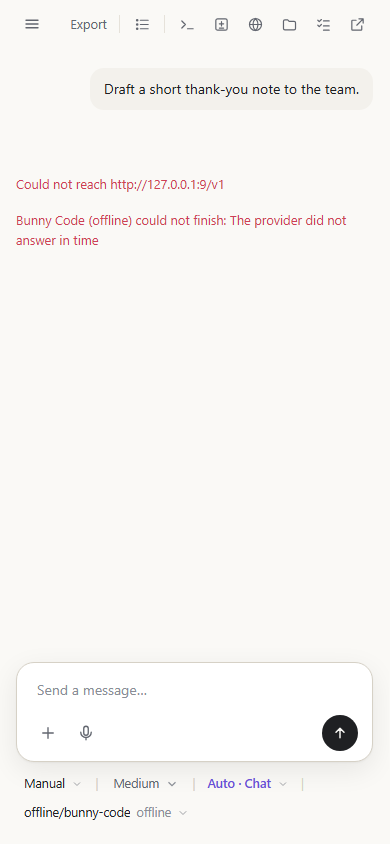 Export
Draft a short thank-you note to the team.
Could not reach http://127.0.0.1:9/v1
Bunny Code (offline) could not finish: The provider did not
answer in time
Send a message...
Manual | Medium | Auto · Chat |
offline/bunny-code offline